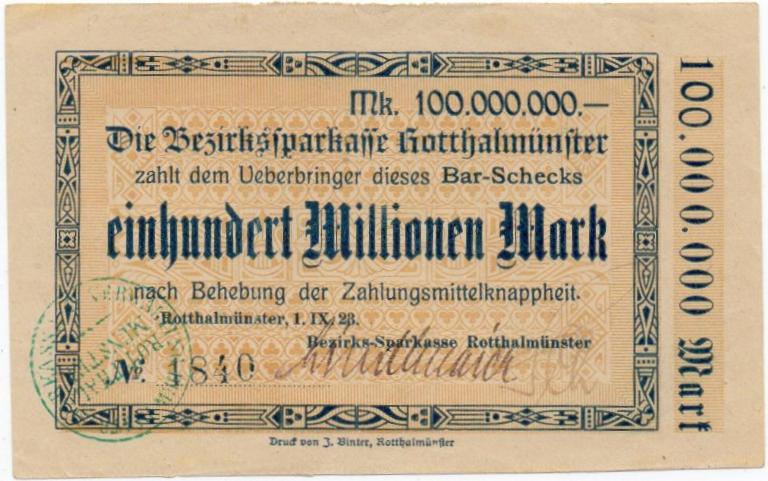 Mk. 100.000.000.—
Die Bezirkssparkasse Rotthalmünster
zahlt dem Ueberbringer dieses Bar-Schecks
einhundert Millionen Mark
nach Behebung der Zahlungsmittelknappheit.
Rotthalmünster, 1. IX. 23.
Bezirks-Sparkasse Rotthalmünster
№. 1840
Druck von J. Vinter, Rotthalmünster
100.000.000 Mark